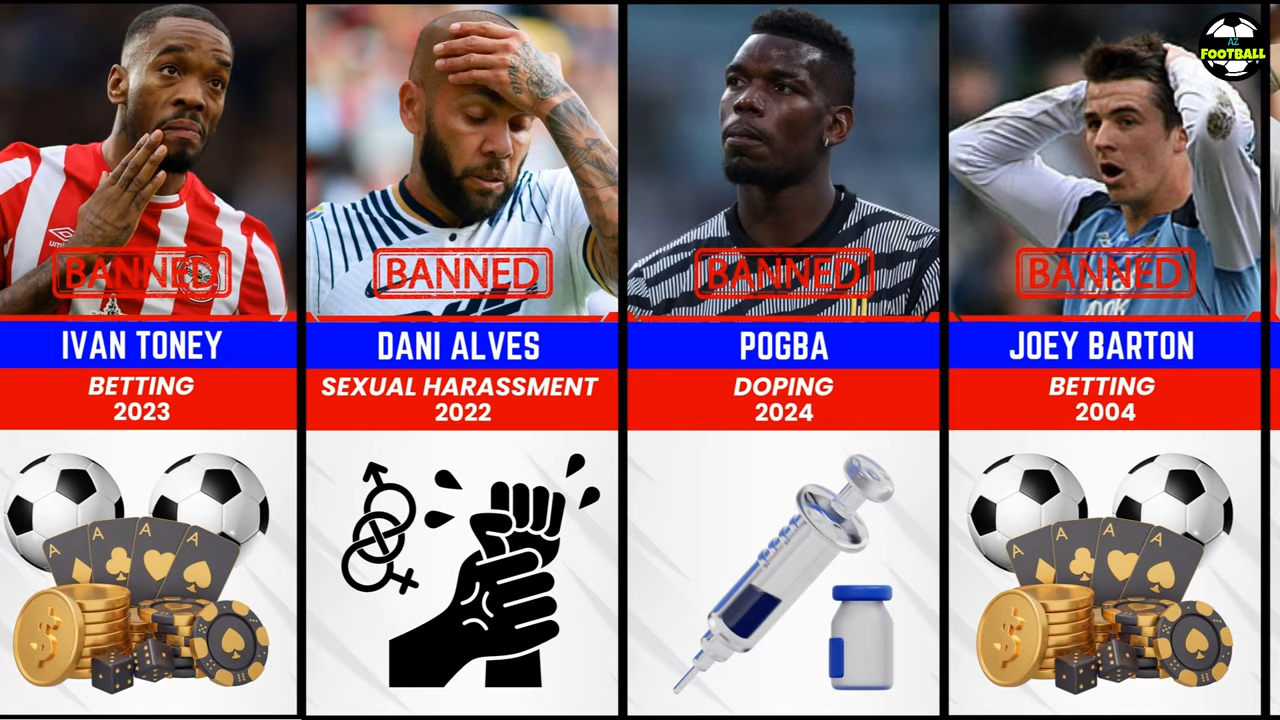 AZ
FOOTBALL
BANNED
IVAN TONEY
BETTING
2023
BANNED
DANI ALVES
SEXUAL HARASSMENT
2022
BANNED
POGBA
DOPING
2024
BANNED
JOEY BARTON
BETTING
2004
A
A
A
A
$
A
A
A
A
$